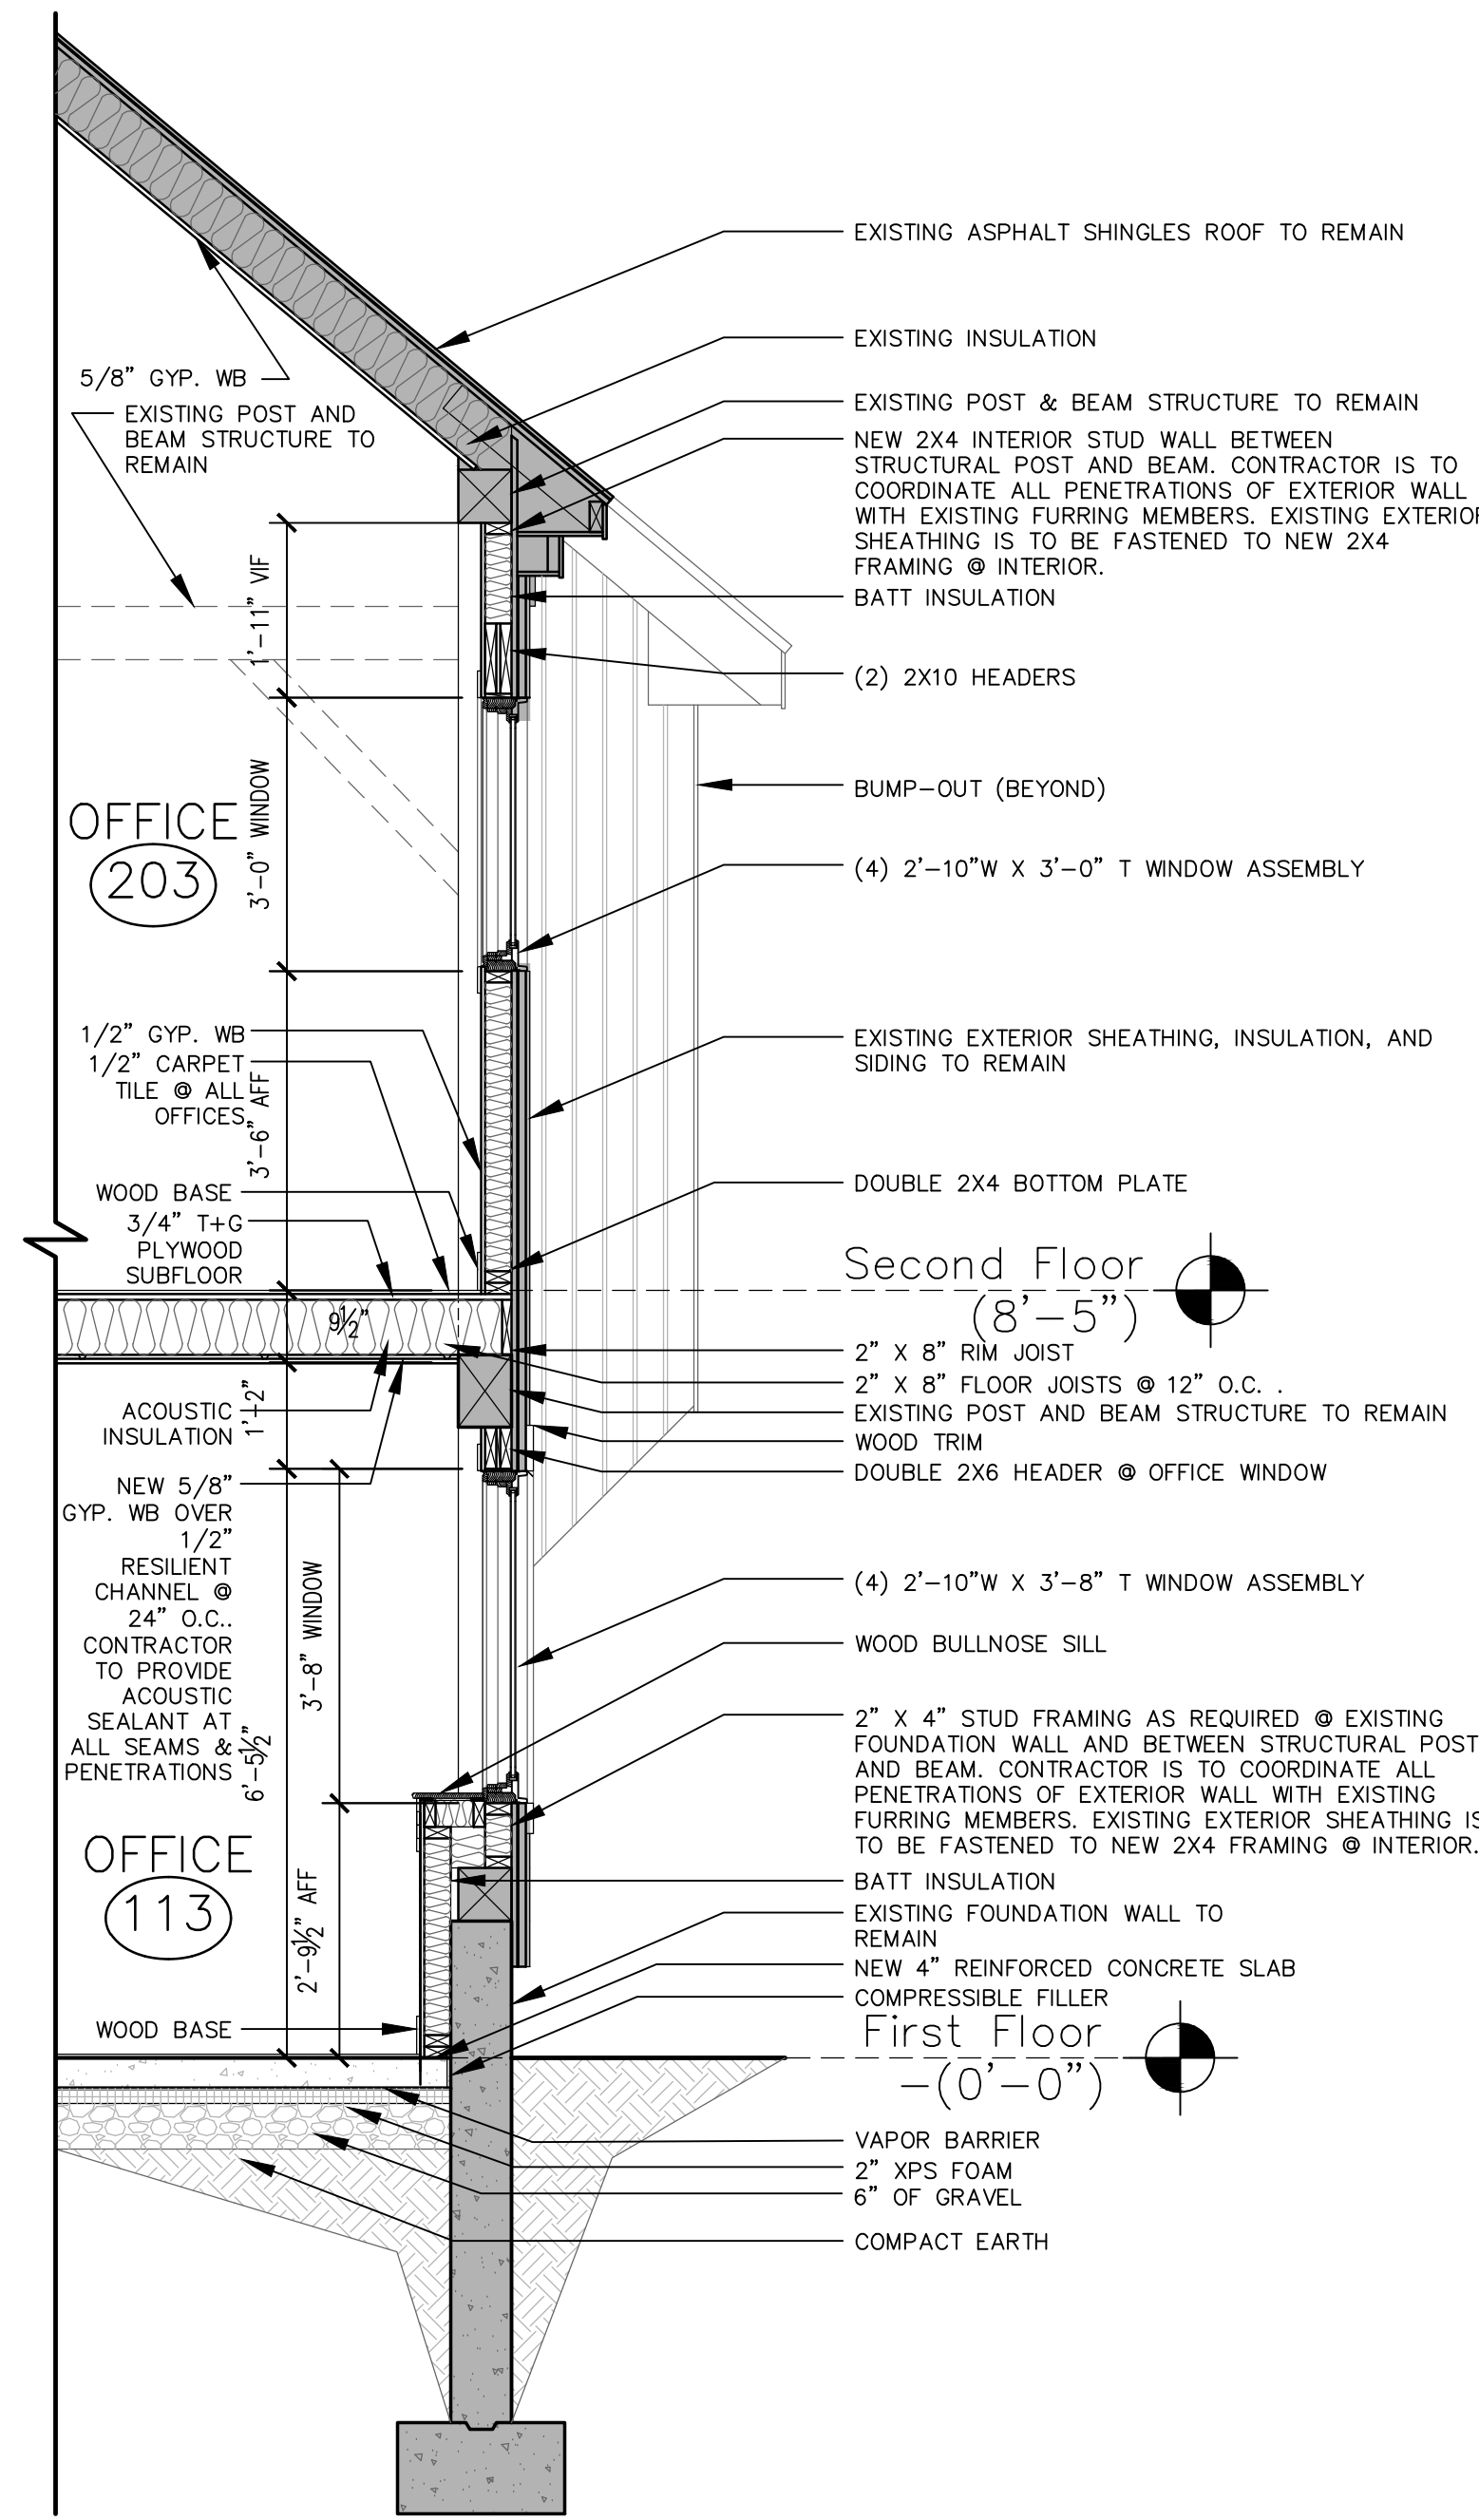 EXISTING ASPHALT SHINGLES ROOF TO REMAIN
EXISTING INSULATION
5/8" GYP. WB
EXISTING POST AND
BEAM STRUCTURE TO
REMAIN
EXISTING POST & BEAM STRUCTURE TO REMAIN
NEW 2X4 INTERIOR STUD WALL BETWEEN
STRUCTURAL POST AND BEAM. CONTRACTOR IS TO
COORDINATE ALL PENETRATIONS OF EXTERIOR WALL
WITH EXISTING FURRING MEMBERS. EXISTING EXTERIOR
SHEATHING IS TO BE FASTENED TO NEW 2X4
FRAMING @ INTERIOR.
BATT INSULATION
1'-11" VIF
(2) 2X10 HEADERS
BUMP-OUT (BEYOND)
3'-0" WINDOW
OFFICE
203
(4) 2'-10"W X 3'-0" T WINDOW ASSEMBLY
1/2" GYP. WB
1/2" CARPET
TILE @ ALL
OFFICES
3'-6" AFF
EXISTING EXTERIOR SHEATHING, INSULATION, AND
SIDING TO REMAIN
WOOD BASE
3/4" T+G
PLYWOOD
SUBFLOOR
DOUBLE 2X4 BOTTOM PLATE
Second Floor
(8'-5")
9½"
2" X 8" RIM JOIST
2" X 8" FLOOR JOISTS @ 12" O.C. .
EXISTING POST AND BEAM STRUCTURE TO REMAIN
WOOD TRIM
DOUBLE 2X6 HEADER @ OFFICE WINDOW
ACOUSTIC
INSULATION
1'-2"
NEW 5/8"
GYP. WB OVER
1/2"
RESILIENT
CHANNEL @
24" O.C..
CONTRACTOR
TO PROVIDE
ACOUSTIC
SEALANT AT
ALL SEAMS &
PENETRATIONS
6'-5½"
3'-8" WINDOW
(4) 2'-10"W X 3'-8" T WINDOW ASSEMBLY
WOOD BULLNOSE SILL
2" X 4" STUD FRAMING AS REQUIRED @ EXISTING
FOUNDATION WALL AND BETWEEN STRUCTURAL POST
AND BEAM. CONTRACTOR IS TO COORDINATE ALL
PENETRATIONS OF EXTERIOR WALL WITH EXISTING
FURRING MEMBERS. EXISTING EXTERIOR SHEATHING IS
TO BE FASTENED TO NEW 2X4 FRAMING @ INTERIOR.
OFFICE
113
2'-9½" AFF
BATT INSULATION
EXISTING FOUNDATION WALL TO
REMAIN
NEW 4" REINFORCED CONCRETE SLAB
COMPRESSIBLE FILLER
WOOD BASE
First Floor
-(0'-0")
VAPOR BARRIER
2" XPS FOAM
6" OF GRAVEL
COMPACT EARTH